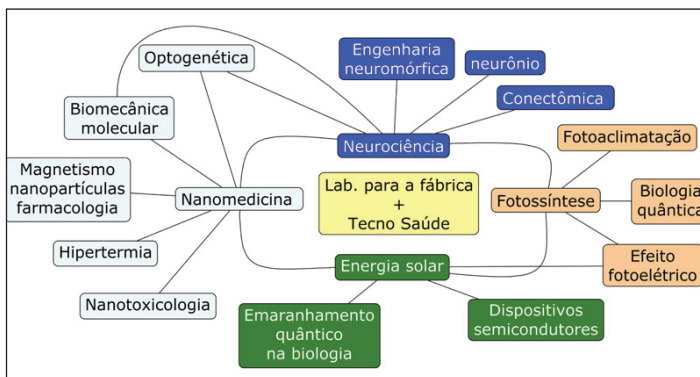 Optogenética
Biomecânica
molecular
Magnetismo
nanopartículas
farmacologia
Hipertermia
Nanotoxicologia
Nanomedicina
Engenharia
neuromórfica
neurônio
Conectômica
Neurociência
Lab. para a fábrica
+
Tecno Saúde
Fotoaclimatação
Fotossíntese
Biologia
quântica
Efeito
fotoelétrico
Energia solar
Emaranhamento
quântico
na biologia
Dispositivos
semicondutores